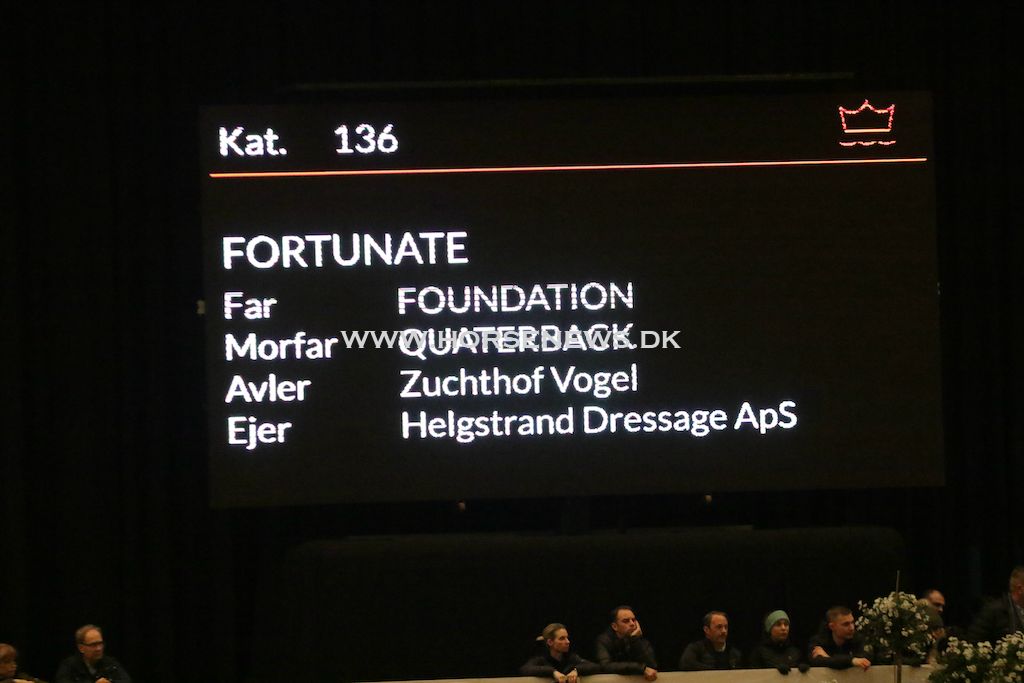 Kat. 136
FORTUNATE
Far FOUNDATION
Morfar QUATERBACK
WWW.HORSENEWS.DK
Avler Zuchthof Vogel
Ejer Helgstrand Dressage ApS